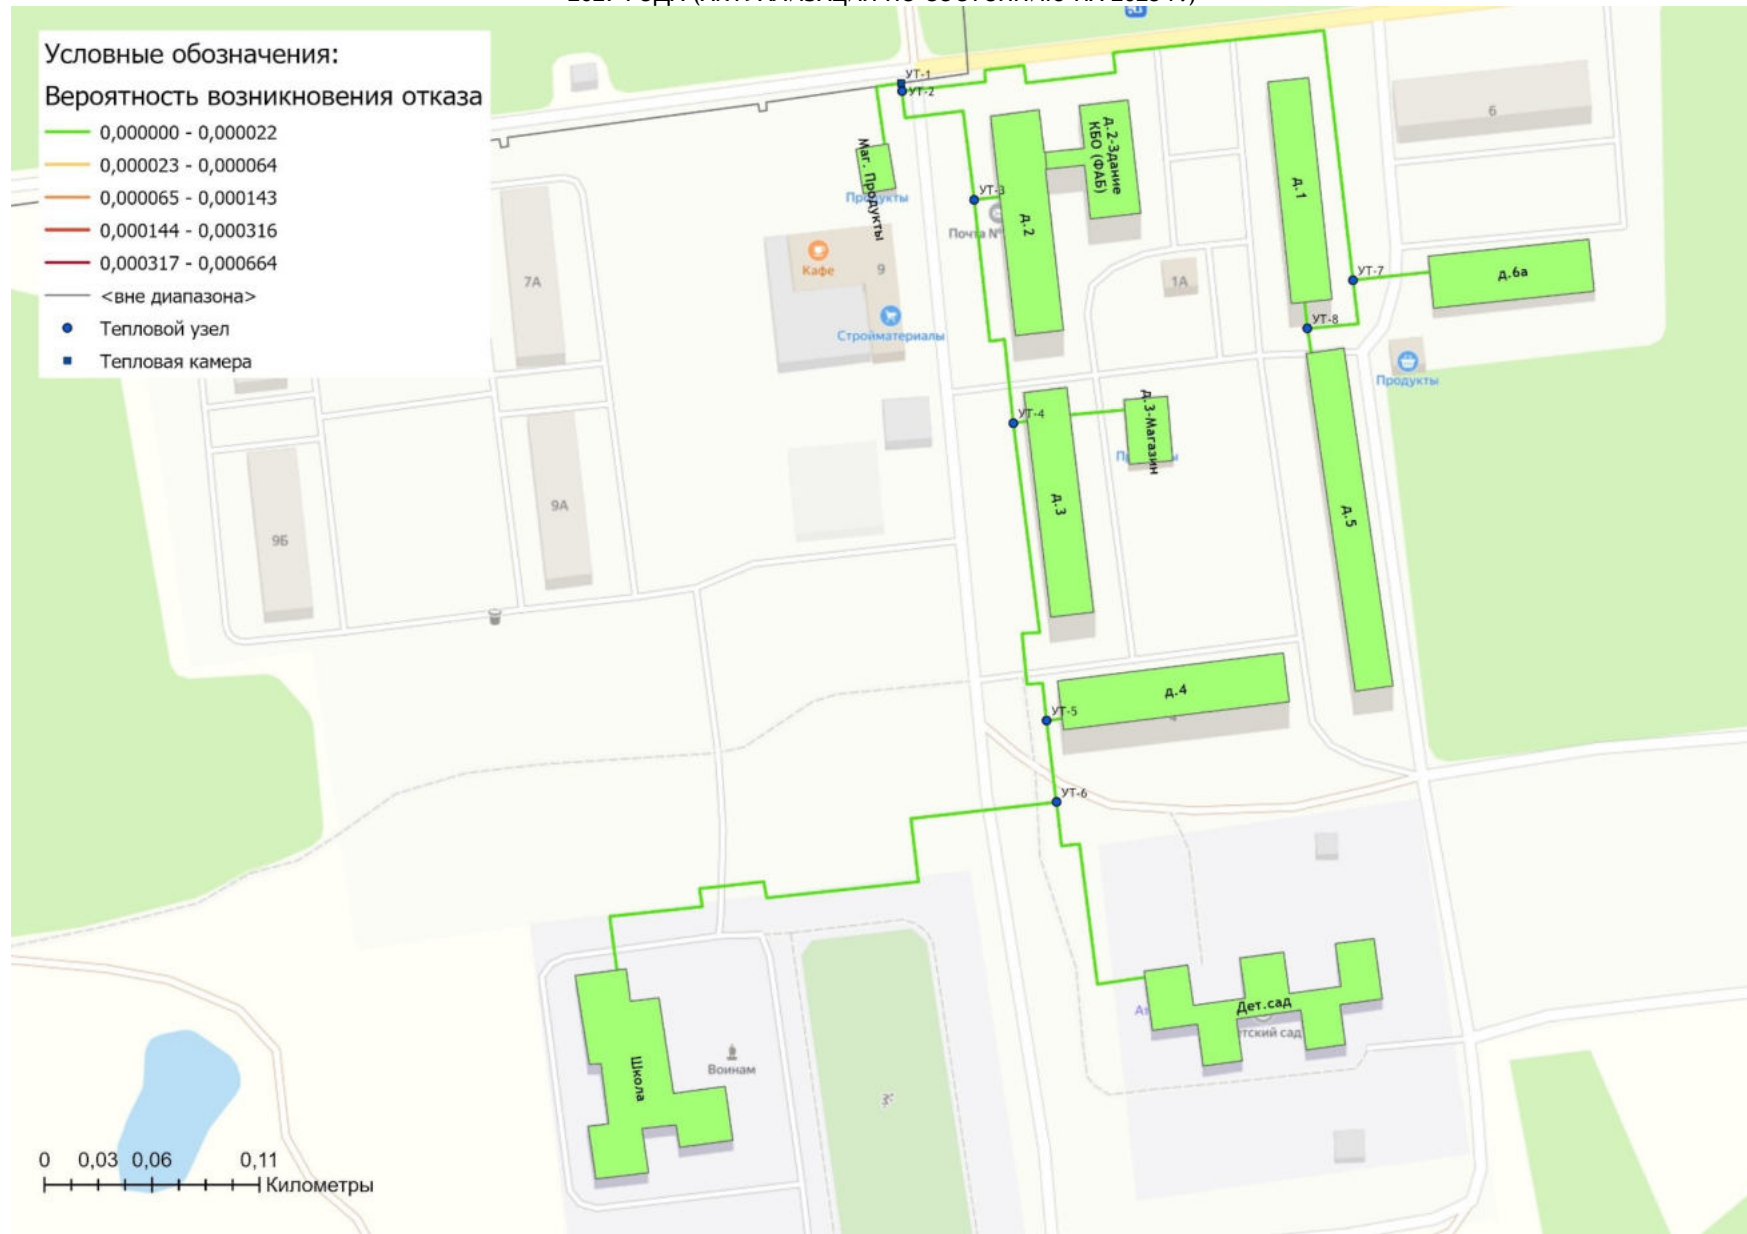 Условные обозначения:
Вероятность возникновения отказа
0,000000 - 0,000022
0,000023 - 0,000064
0,000065 - 0,000143
0,000144 - 0,000316
0,000317 - 0,000664
<вне диапазона>
Тепловой узел
Тепловая камера
УТ-1
УТ-2
Маг. Продукты
Продукты
УТ-3
Почта №
д.2
д.2-Здание
КБО (ФАБ)
д.1
6
УТ-7
д.6а
УТ-8
1А
Кафе
9
Стройматериалы
7А
Продукты
УТ-4
д.3-Магазин
д.3
9А
9Б
д.5
д.4
УТ-5
УТ-6
Дет.сад
тский сад
Школа
Воинам
0 0,03 0,06 0,11
Километры